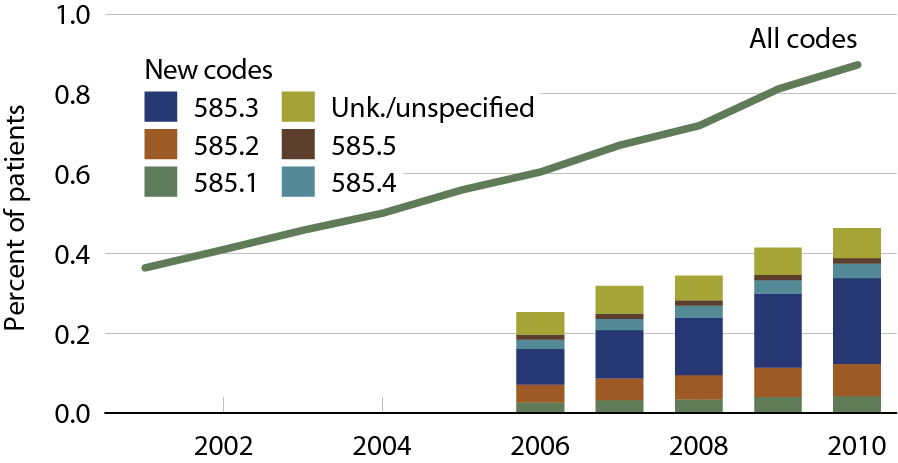 1.0
All codes
New codes
0.8
585.3 Unk./unspecified
585.2 585.5
0.6
585.1 585.4
Percent of patients
0.4
0.2
0.0
2002 2004 2006 2008 2010